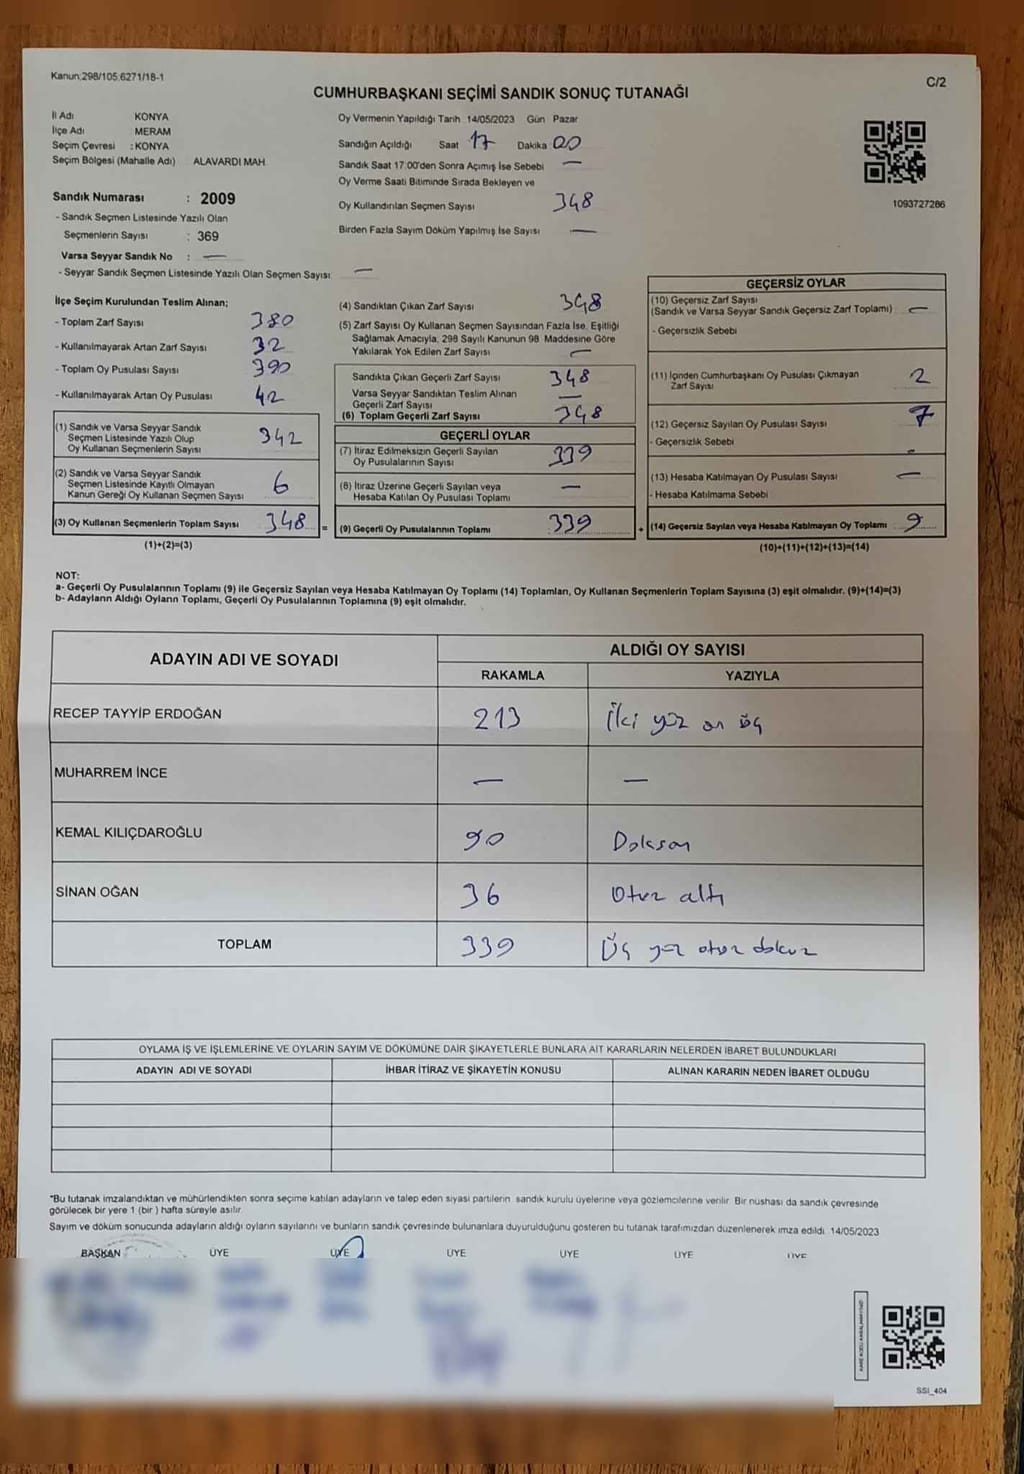 Kanun:298/105.6271/18-1
C/2
CUMHURBAŞKANI SEÇİMİ SANDIK SONUÇ TUTANAĞI
İl Adı KONYA
İlçe Adı MERAM
Seçim Çevresi : KONYA
Seçim Bölgesi (Mahalle Adı) ALAVARDI MAH.
Oy Vermenin Yapıldığı Tarih 14/05/2023 Gün Pazar
Sandığın Açıldığı Saat 17 Dakika 00
Sandık Saat 17:00'den Sonra Açımış İse Sebebi —
Oy Verme Saati Bitiminde Sırada Bekleyen ve
Oy Kullandırılan Seçmen Sayısı 348
Birden Fazla Sayım Döküm Yapılmış İse Sayısı —
1093727286
Sandık Numarası : 2009
- Sandık Seçmen Listesinde Yazılı Olan
Seçmenlerin Sayısı : 369
Varsa Seyyar Sandık No : —
- Seyyar Sandık Seçmen Listesinde Yazılı Olan Seçmen Sayısı: —
İlçe Seçim Kurulundan Teslim Alınan;
- Toplam Zarf Sayısı 380
- Kullanılmayarak Artan Zarf Sayısı 32
- Toplam Oy Pusulası Sayısı 390
- Kullanılmayarak Artan Oy Pusulası 42
(1) Sandık ve Varsa Seyyar Sandık
Seçmen Listesinde Yazılı Olup
Oy Kullanan Seçmenlerin Sayısı 342
(2) Sandık ve Varsa Seyyar Sandık
Seçmen Listesinde Kayıtlı Olmayan
Kanun Gereği Oy Kullanan Seçmen Sayısı 6
(3) Oy Kullanan Seçmenlerin Toplam Sayısı 348 =
(1)+(2)=(3)
(4) Sandıktan Çıkan Zarf Sayısı 348
(5) Zarf Sayısı Oy Kullanan Seçmen Sayısından Fazla İse, Eşitliği
Sağlamak Amacıyla, 298 Sayılı Kanunun 98. Maddesine Göre
Yakılarak Yok Edilen Zarf Sayısı —
Sandıkta Çıkan Geçerli Zarf Sayısı 348
Varsa Seyyar Sandıktan Teslim Alınan
Geçerli Zarf Sayısı —
(6) Toplam Geçerli Zarf Sayısı 348
GEÇERLİ OYLAR
(7) İtiraz Edilmeksizin Geçerli Sayılan
Oy Pusulalarının Sayısı 339
(8) İtiraz Üzerine Geçerli Sayılan veya
Hesaba Katılan Oy Pusulası Toplamı —
(9) Geçerli Oy Pusulalarının Toplamı 339 +
GEÇERSİZ OYLAR
(10) Geçersiz Zarf Sayısı
(Sandık ve Varsa Seyyar Sandık Geçersiz Zarf Toplamı) —
- Geçersizlik Sebebi
(11) İçinden Cumhurbaşkanı Oy Pusulası Çıkmayan
Zarf Sayısı 2
(12) Geçersiz Sayılan Oy Pusulası Sayısı 7
- Geçersizlik Sebebi
(13) Hesaba Katılmayan Oy Pusulası Sayısı —
- Hesaba Katılmama Sebebi
(14) Geçersiz Sayılan veya Hesaba Katılmayan Oy Toplamı 9
(10)+(11)+(12)+(13)=(14)
NOT:
a- Geçerli Oy Pusulalarının Toplamı (9) ile Geçersiz Sayılan veya Hesaba Katılmayan Oy Toplamı (14) Toplamları, Oy Kullanan Seçmenlerin Toplam Sayısına (3) eşit olmalıdır. (9)+(14)=(3)
b- Adayların Aldığı Oyların Toplamı, Geçerli Oy Pusulalarının Toplamına (9) eşit olmalıdır.
ADAYIN ADI VE SOYADI
ALDIĞI OY SAYISI
RAKAMLA YAZIYLA
RECEP TAYYİP ERDOĞAN 213 İki yüz on üç
MUHARREM İNCE — —
KEMAL KILIÇDAROĞLU 90 Doksan
SİNAN OĞAN 36 Otuz altı
TOPLAM 339 Üç yüz otuz dokuz
OYLAMA İŞ VE İŞLEMLERİNE VE OYLARIN SAYIM VE DÖKÜMÜNE DAİR ŞİKAYETLERLE BUNLARA AİT KARARLARIN NELERDEN İBARET BULUNDUKLARI
ADAYIN ADI VE SOYADI İHBAR İTİRAZ VE ŞİKAYETİN KONUSU ALINAN KARARIN NEDEN İBARET OLDUĞU
*Bu tutanak imzalandıktan ve mühürlendikten sonra seçime katılan adayların ve talep eden siyasi partilerin sandık kurulu üyelerine veya gözlemcilerine verilir. Bir nüshası da sandık çevresinde
görülecek bir yere 1 (bir) hafta süreyle asılır.
Sayım ve döküm sonucunda adayların aldığı oyların sayılarını ve bunların sandık çevresinde bulunanlara duyurulduğunu gösteren bu tutanak tarafımızdan düzenlenerek imza edildi. 14/05/2023
BAŞKAN ÜYE ÜYE ÜYE ÜYE ÜYE ÜYE
SSI_404